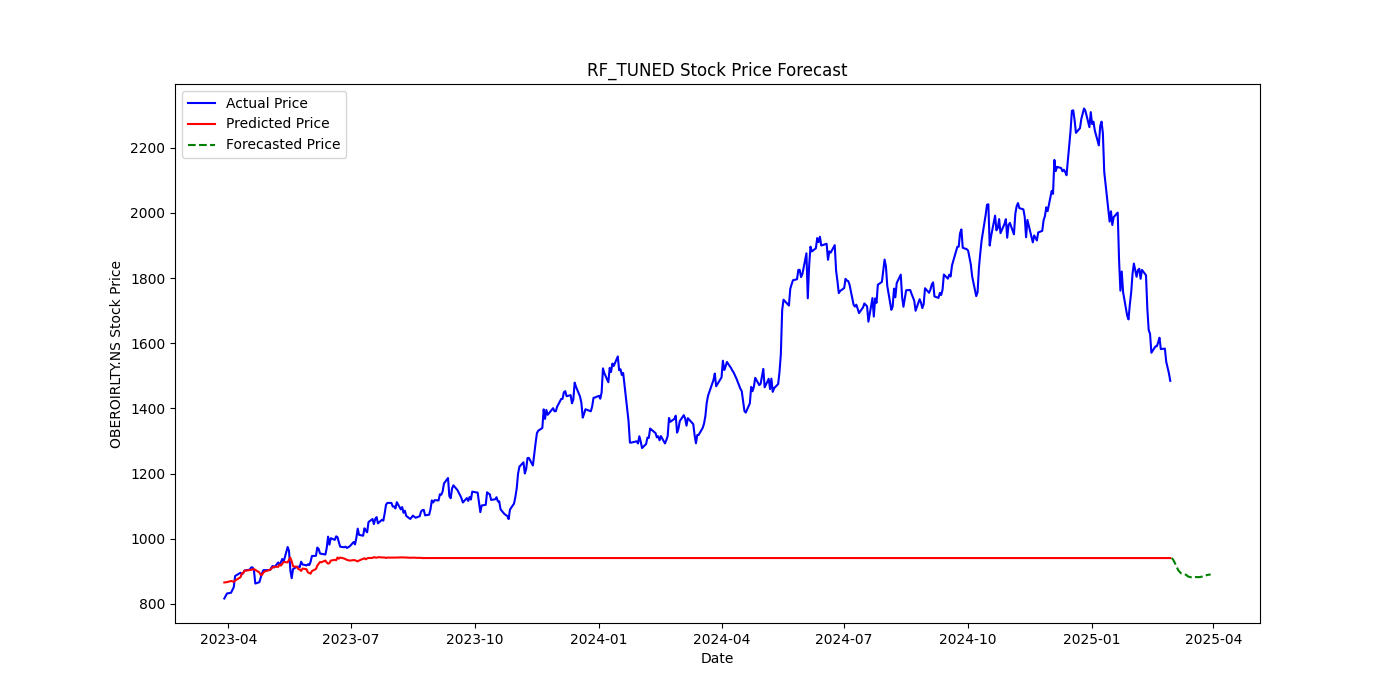 RF_TUNED Stock Price Forecast
Actual Price
Predicted Price
Forecasted Price
OBEROIRLTY.NS Stock Price
2200
2000
1800
1600
1400
1200
1000
800
2023-04 2023-07 2023-10 2024-01 2024-04 2024-07 2024-10 2025-01 2025-04
Date